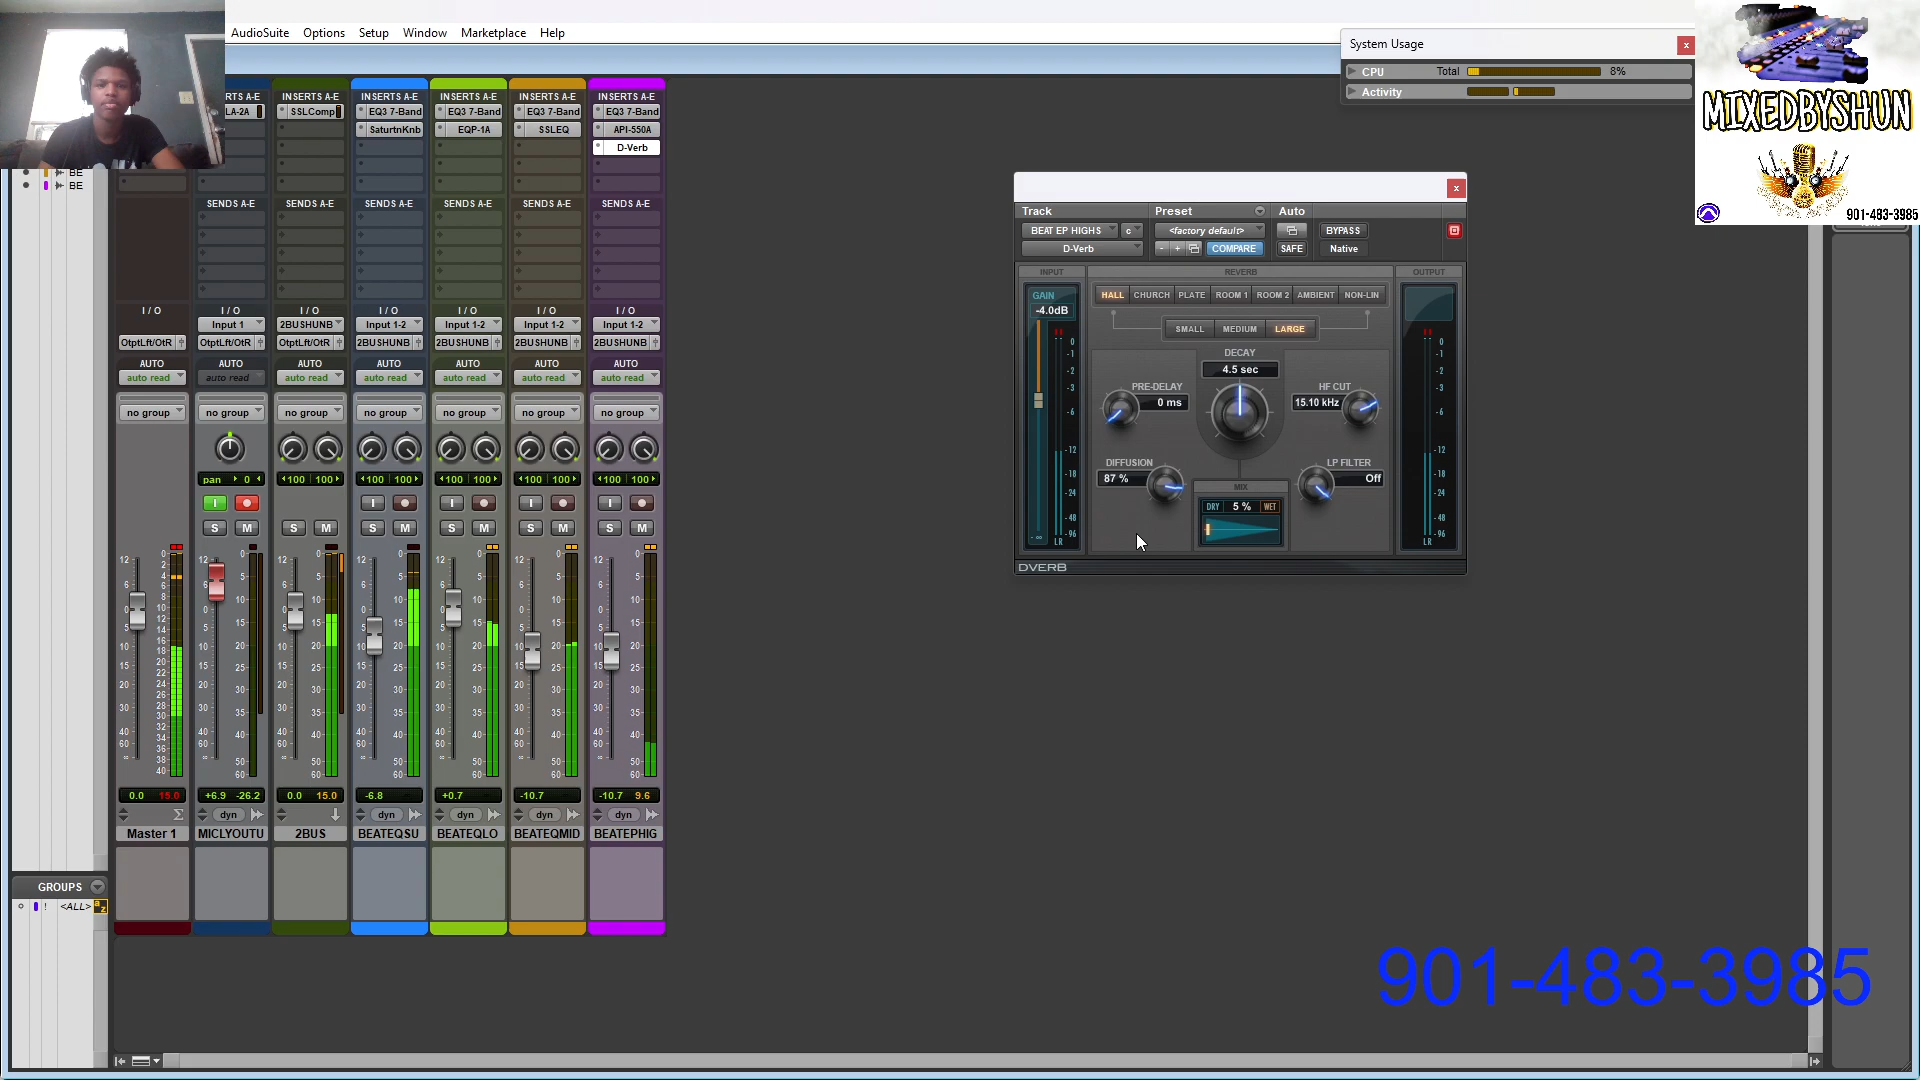 AudioSuite Options Setup Window Marketplace Help
System Usage
CPU Total 8%
Activity
MIXEDBYSHUN
901-483-3985
INSERTS A-E INSERTS A-E INSERTS A-E INSERTS A-E INSERTS A-E
LA-2A SSLComp EQ3 7-Band EQ3 7-Band EQ3 7-Band EQ3 7-Band
SaturtnKnb EQP-1A SSLEQ API-550A
D-Verb
BE
BE
SENDS A-E SENDS A-E SENDS A-E SENDS A-E SENDS A-E SENDS A-E
I / O I / O I / O I / O I / O I / O I / O
Input 1 2BUSHUNB Input 1-2 Input 1-2 Input 1-2 Input 1-2
OtptLft/OtR OtptLft/OtR OtptLft/OtR 2BUSHUNB 2BUSHUNB 2BUSHUNB 2BUSHUNB
AUTO AUTO AUTO AUTO AUTO AUTO AUTO
auto read auto read auto read auto read auto read auto read auto read
no group no group no group no group no group no group no group
pan 0 100 100 100 100 100 100 100 100 100 100
I I I I I
S M S M S M S M S M S M
0.0 15.0 +6.9 -26.2 0.0 15.0 -6.8 +0.7 -10.7 -10.7 9.6
dyn dyn dyn dyn dyn
Master 1 MICLYOUTU 2BUS BEATEQSU BEATEQLO BEATEQMID BEATEPHIG
GROUPS
! <ALL> a z
Track Preset Auto
BEAT EP HIGHS c <factory default> BYPASS
D-Verb - + COMPARE SAFE Native
INPUT REVERB OUTPUT
GAIN
-4.0dB
HALL CHURCH PLATE ROOM 1 ROOM 2 AMBIENT NON-LIN
SMALL MEDIUM LARGE
DECAY
4.5 sec
PRE-DELAY
0 ms
HF CUT
15.10 kHz
DIFFUSION
87 %
LP FILTER
Off
MIX
DRY 5 % WET
LR LR
DVERB
901-483-3985